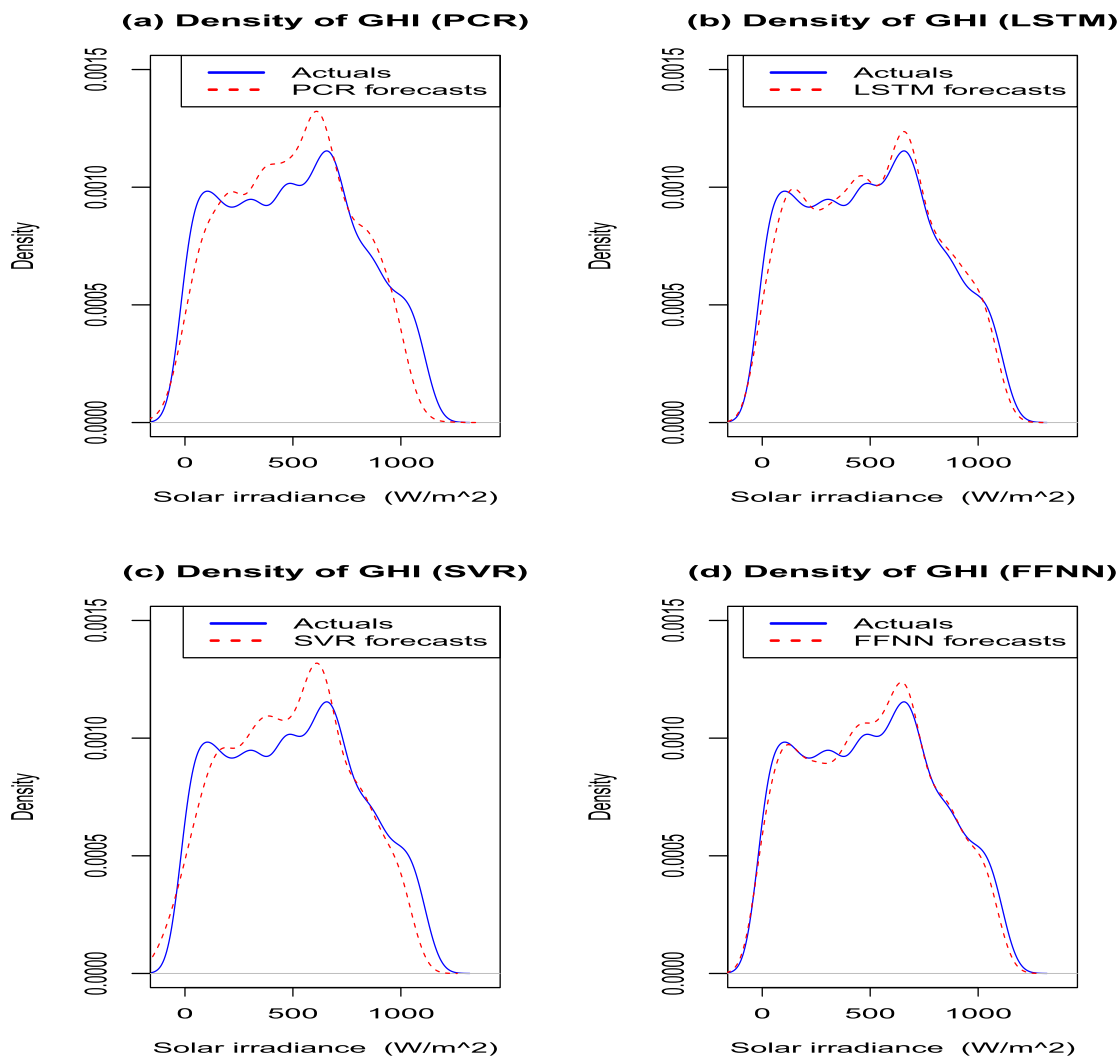 (a) Density of GHI (PCR)
Actuals
PCR forecasts
Density
0.0000 0.0005 0.0010 0.0015
0 500 1000
Solar irradiance (W/m^2)
(b) Density of GHI (LSTM)
Actuals
LSTM forecasts
Density
0.0000 0.0005 0.0010 0.0015
0 500 1000
Solar irradiance (W/m^2)
(c) Density of GHI (SVR)
Actuals
SVR forecasts
Density
0.0000 0.0005 0.0010 0.0015
0 500 1000
Solar irradiance (W/m^2)
(d) Density of GHI (FFNN)
Actuals
FFNN forecasts
Density
0.0000 0.0005 0.0010 0.0015
0 500 1000
Solar irradiance (W/m^2)